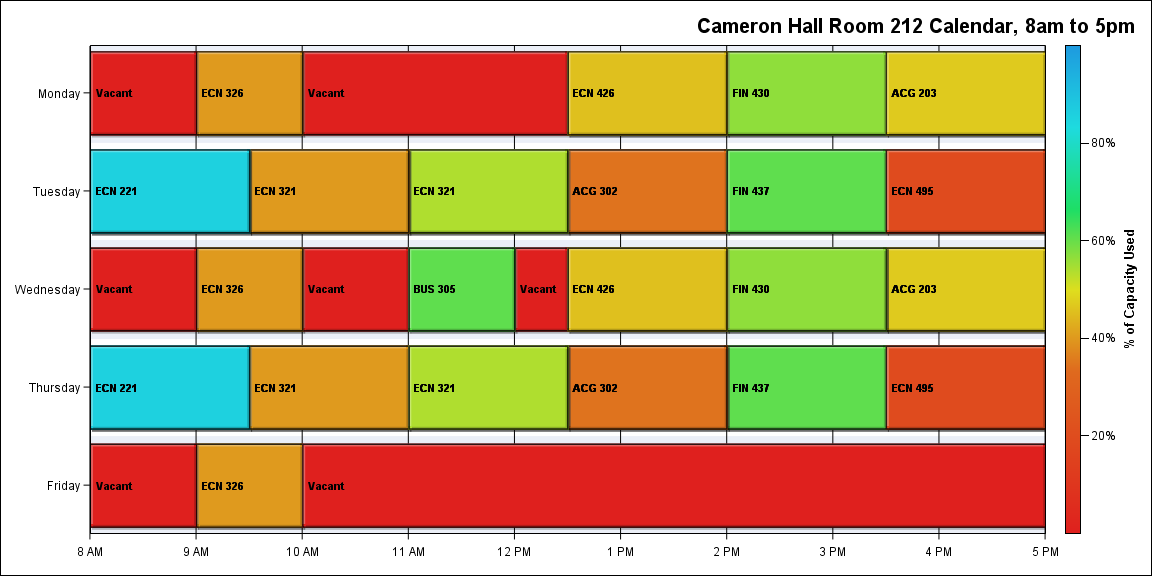 Cameron Hall Room 212 Calendar, 8am to 5pm
Monday Vacant ECN 326 Vacant ECN 426 FIN 430 ACG 203
80%
Tuesday ECN 221 ECN 321 ECN 321 ACG 302 FIN 437 ECN 495
60%
% of Capacity Used
Wednesday Vacant ECN 326 Vacant BUS 305 Vacant ECN 426 FIN 430 ACG 203
40%
Thursday ECN 221 ECN 321 ECN 321 ACG 302 FIN 437 ECN 495
20%
Friday Vacant ECN 326 Vacant
8 AM 9 AM 10 AM 11 AM 12 PM 1 PM 2 PM 3 PM 4 PM 5 PM